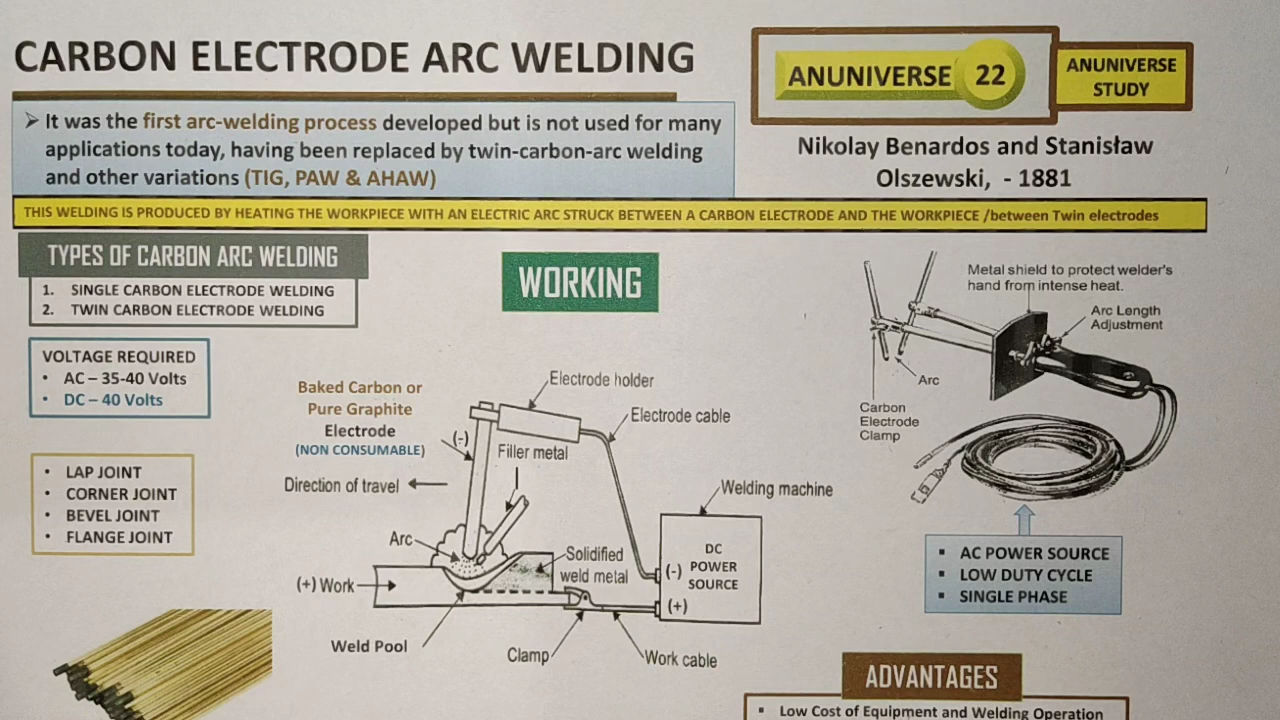 CARBON ELECTRODE ARC WELDING
ANUNIVERSE 22
ANUNIVERSE
STUDY
➢ It was the first arc-welding process developed but is not used for many
applications today, having been replaced by twin-carbon-arc welding
and other variations (TIG, PAW & AHAW)
Nikolay Benardos and Stanisław
Olszewski, - 1881
THIS WELDING IS PRODUCED BY HEATING THE WORKPIECE WITH AN ELECTRIC ARC STRUCK BETWEEN A CARBON ELECTRODE AND THE WORKPIECE /between Twin electrodes
TYPES OF CARBON ARC WELDING
1. SINGLE CARBON ELECTRODE WELDING
2. TWIN CARBON ELECTRODE WELDING
VOLTAGE REQUIRED
• AC – 35-40 Volts
• DC – 40 Volts
• LAP JOINT
• CORNER JOINT
• BEVEL JOINT
• FLANGE JOINT
WORKING
Baked Carbon or
Pure Graphite
Electrode
(NON CONSUMABLE)
(-)
Electrode holder
Electrode cable
Filler metal
Direction of travel
Welding machine
Arc
Solidified
weld metal
DC
POWER
SOURCE
(-)
(+)
(+) Work
Weld Pool
Clamp
Work cable
Metal shield to protect welder's
hand from intense heat.
Arc Length
Adjustment
Arc
Carbon
Electrode
Clamp
▪ AC POWER SOURCE
▪ LOW DUTY CYCLE
▪ SINGLE PHASE
ADVANTAGES
▪ Low Cost of Equipment and Welding Operation